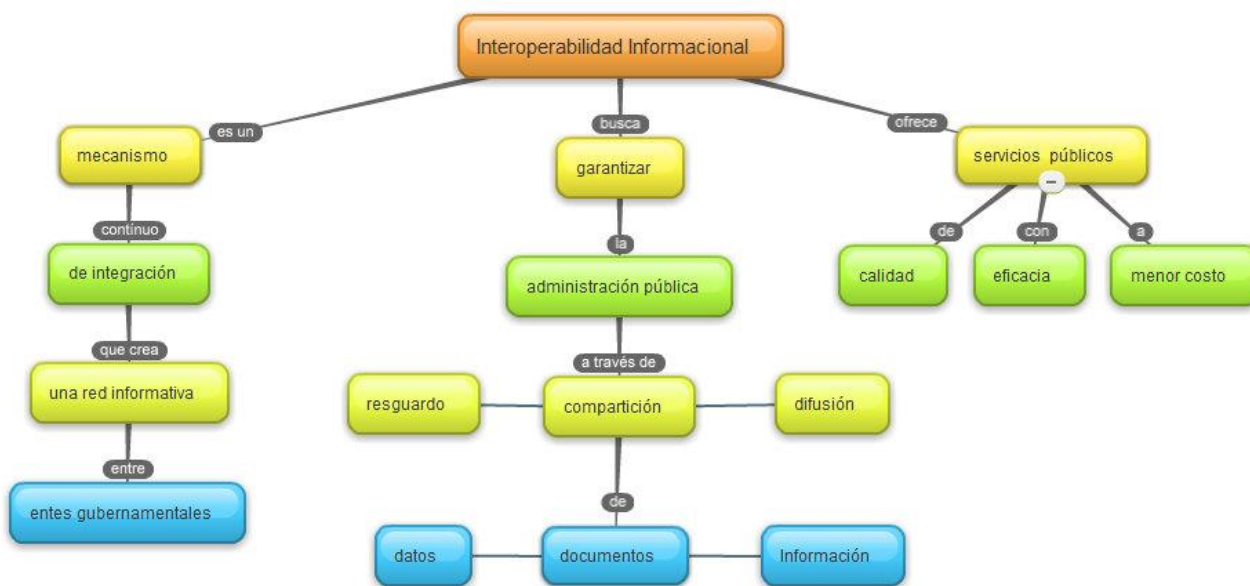 Interoperabilidad Informacional
es un
busca
ofrece
mecanismo
garantizar
servicios públicos
contínuo
la
de
con
a
de integración
administración pública
calidad
eficacia
menor costo
que crea
a través de
una red informativa
resguardo
compartición
difusión
entre
de
entes gubernamentales
datos
documentos
Información